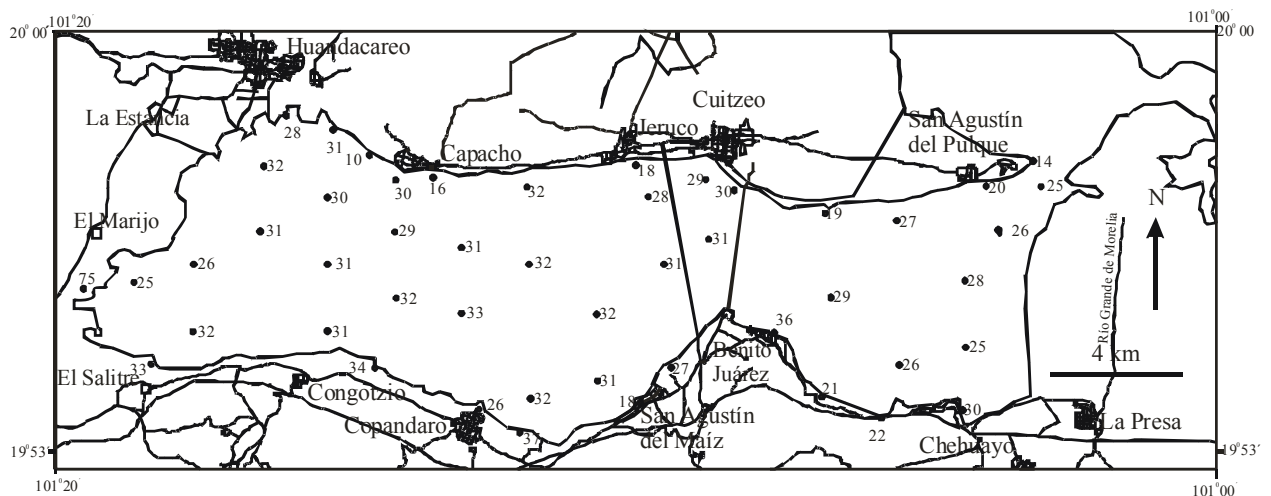 101°20'
101°00'
20°00'
20°00
Huandacareo
Cuitzeo
La Estancia
28
Jeruco
San Agustín
del Pulque
31
10
Capacho
32
18
14
30
16
32
29
30
28
20
25
N
30
19
27
El Marijo
31
29
31
31
26
26
31
32
31
75
25
28
32
29
Río Grande de Morelia
33
32
32
31
36
25
4 km
33
34
Benito
Juárez
26
El Salitre
27
31
Congotzio
21
32
18
26
30
Copandaro
San Agustín
del Maíz
La Presa
37
22
Chehuayo
19°53'
19°53'
101°20'
101°00'